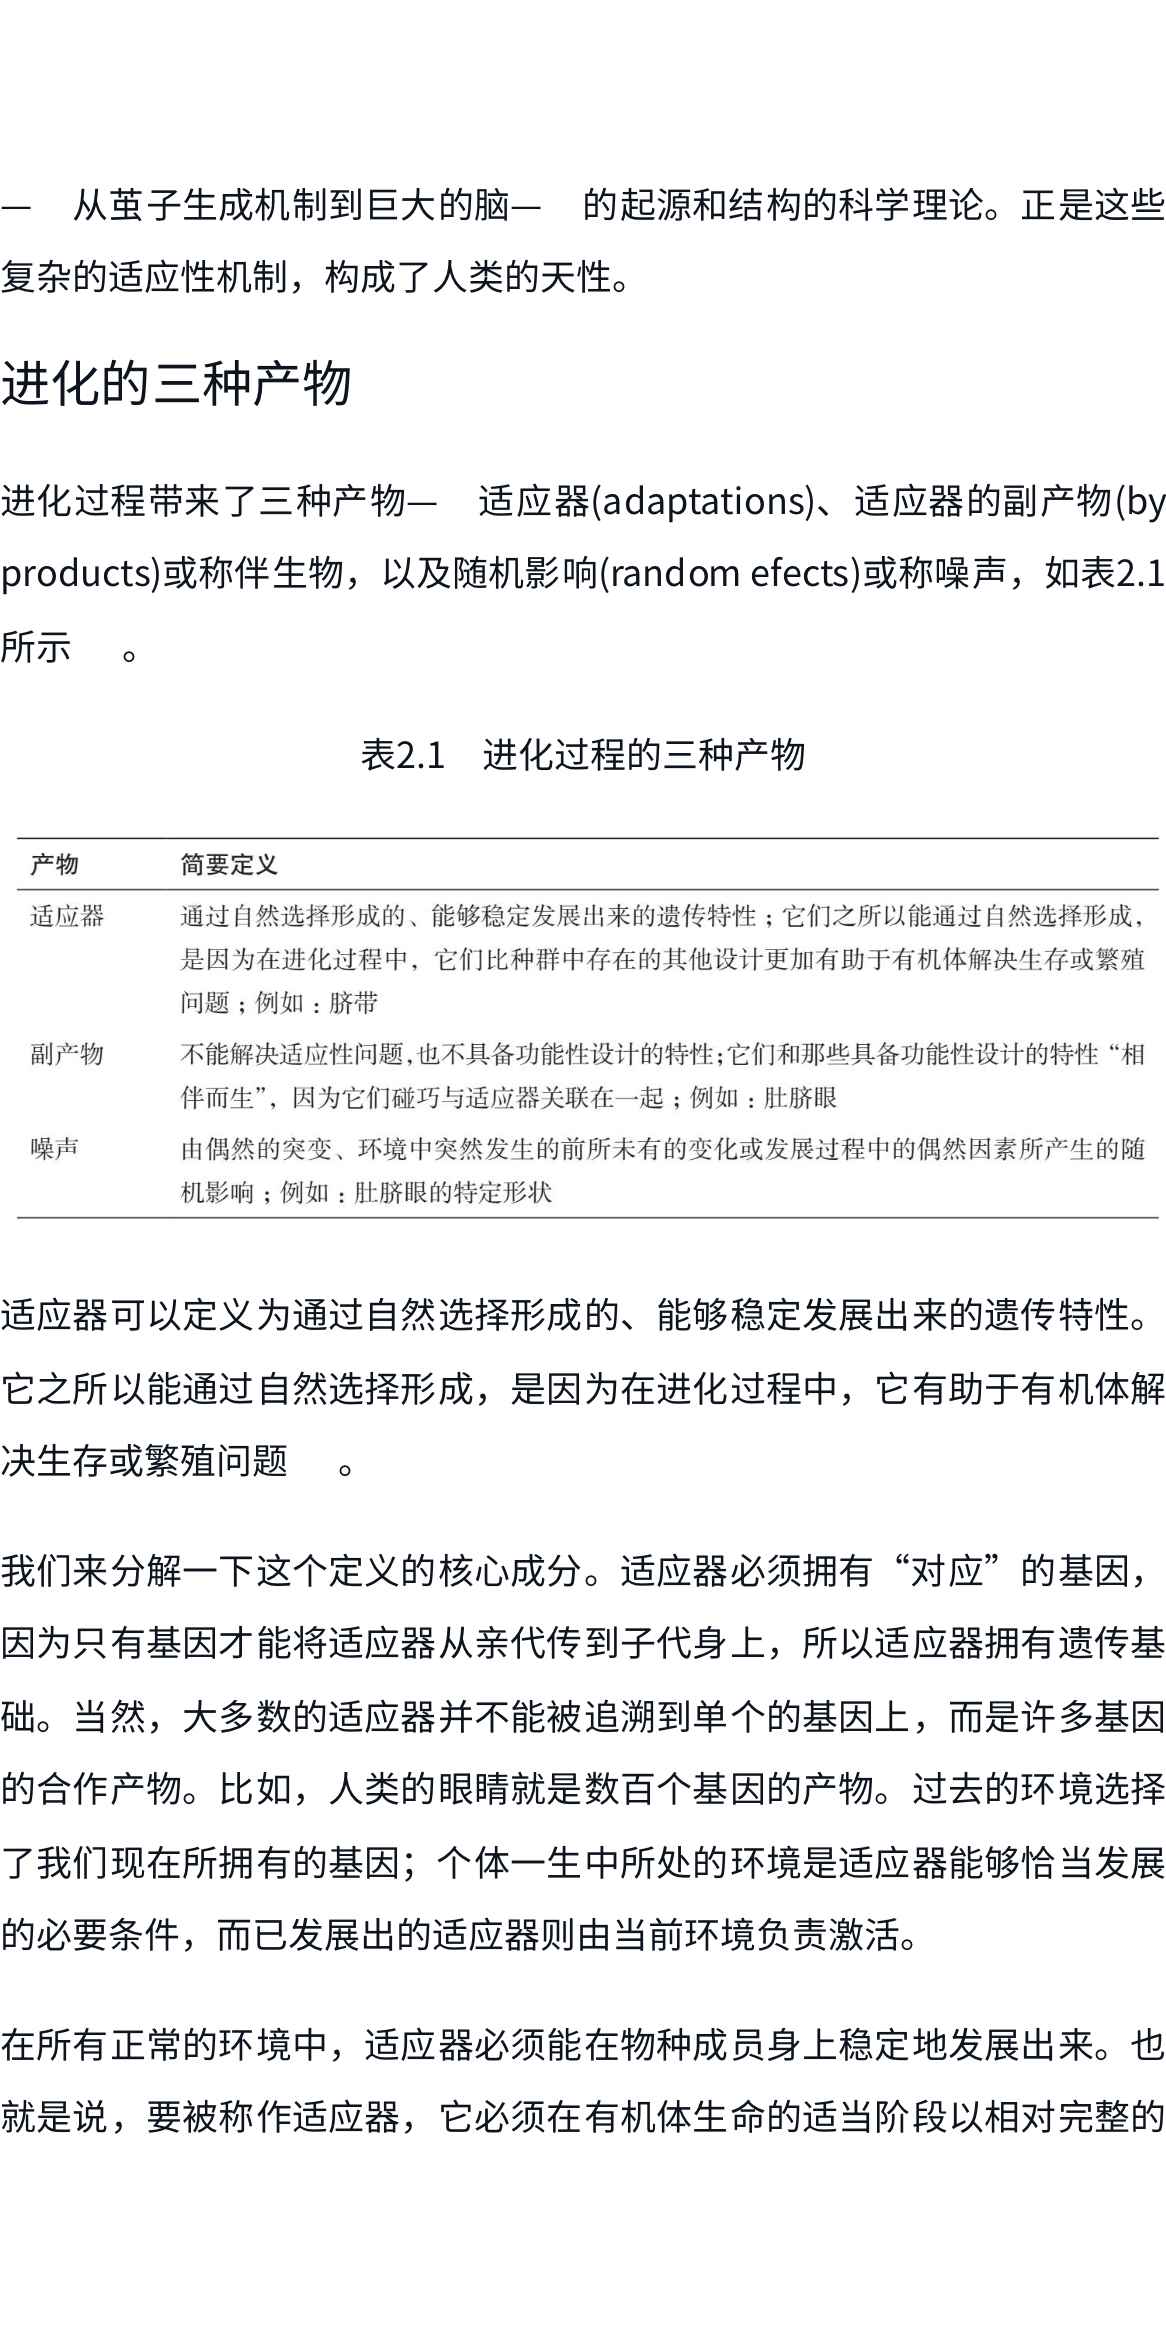 — 从茧子生成机制到巨大的脑— 的起源和结构的科学理论。正是这些
复杂的适应性机制，构成了人类的天性。
进化的三种产物
进化过程带来了三种产物— 适应器(adaptations)、适应器的副产物(by
products)或称伴生物，以及随机影响(random efects)或称噪声，如表2.1
所示 。
表2.1 进化过程的三种产物
产物 简要定义
适应器 通过自然选择形成的、能够稳定发展出来的遗传特性；它们之所以能通过自然选择形成，
是因为在进化过程中，它们比种群中存在的其他设计更加有助于有机体解决生存或繁殖
问题；例如：脐带
副产物 不能解决适应性问题，也不具备功能性设计的特性；它们和那些具备功能性设计的特性“相
伴而生”，因为它们碰巧与适应器关联在一起；例如：肚脐眼
噪声 由偶然的突变、环境中突然发生的前所未有的变化或发展过程中的偶然因素所产生的随
机影响；例如：肚脐眼的特定形状
适应器可以定义为通过自然选择形成的、能够稳定发展出来的遗传特性。
它之所以能通过自然选择形成，是因为在进化过程中，它有助于有机体解
决生存或繁殖问题 。
我们来分解一下这个定义的核心成分。适应器必须拥有“对应”的基因，
因为只有基因才能将适应器从亲代传到子代身上，所以适应器拥有遗传基
础。当然，大多数的适应器并不能被追溯到单个的基因上，而是许多基因
的合作产物。比如，人类的眼睛就是数百个基因的产物。过去的环境选择
了我们现在所拥有的基因；个体一生中所处的环境是适应器能够恰当发展
的必要条件，而已发展出的适应器则由当前环境负责激活。
在所有正常的环境中，适应器必须能在物种成员身上稳定地发展出来。也
就是说，要被称作适应器，它必须在有机体生命的适当阶段以相对完整的